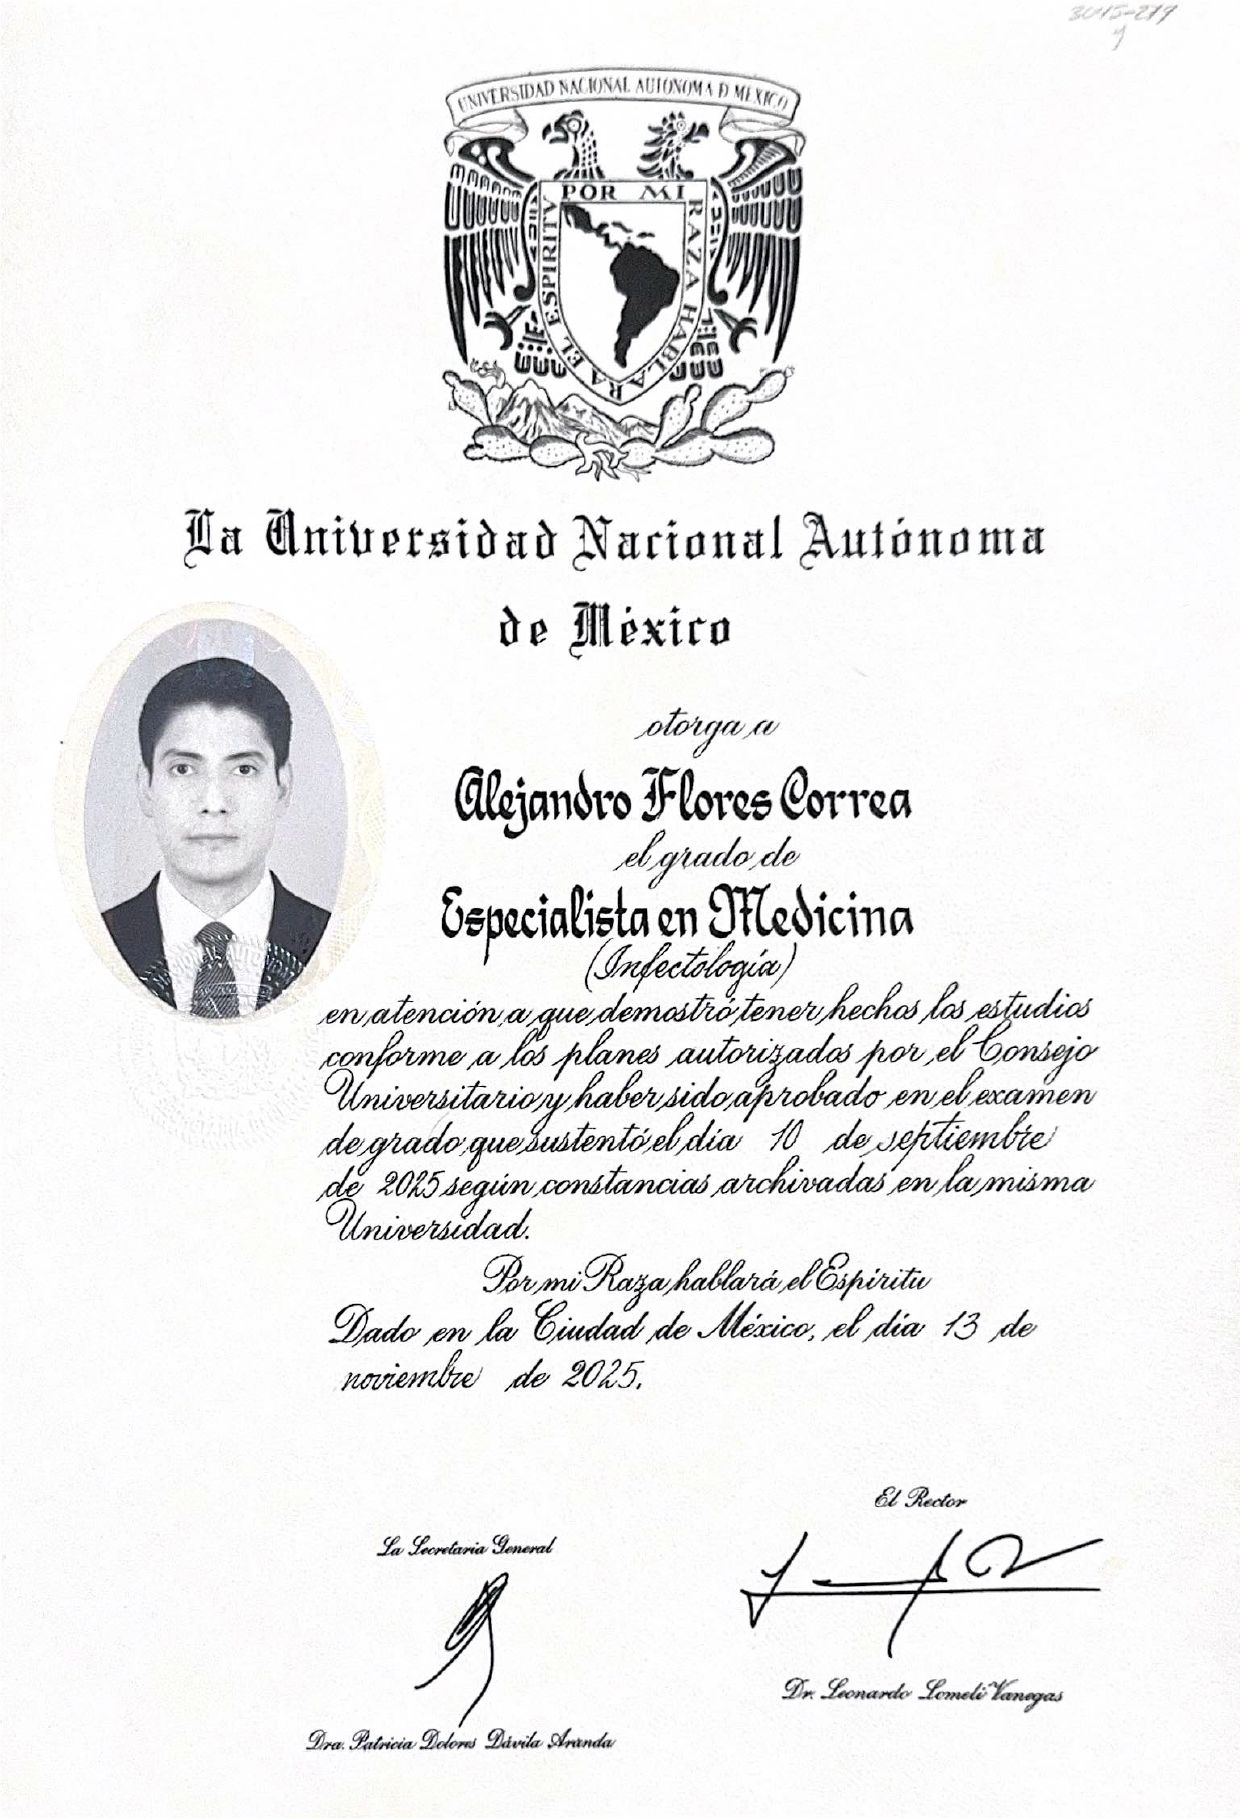 3015-279
y
UNIVERSIDAD NACIONAL AUTONOMA D MEXICO
POR MI RAZA HABLARA EL ESPIRITV
La Universidad Nacional Autónoma
de México
otorga a
Alejandro Flores Correa
el grado de
Especialista en Medicina
(Infectología)
en atención a que demostró tener hechos los estudios
conforme a los planes autorizados por el Consejo
Universitario y haber sido aprobado en el examen
de grado que sustentó el día 10 de septiembre
de 2025 según constancias archivadas en la misma
Universidad.
Por mi Raza hablará el Espíritu
Dado en la Ciudad de México, el día 13 de
noviembre de 2025.
El Rector
La Secretaria General
Dr. Leonardo Lomelí Vanegas
Dra. Patricia Dolores Dávila Aranda